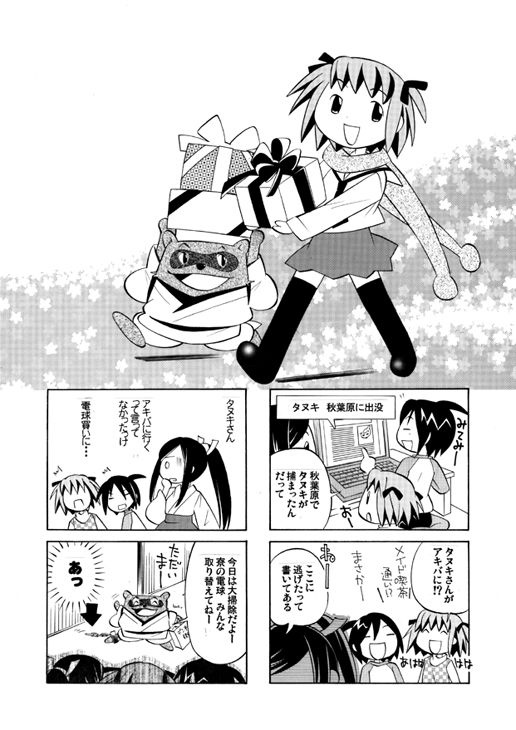 タヌキ 秋葉原に出没
みてみてー
秋葉原で
タヌキが
捕まったん
だって
おー
タヌキさんが
アキバに!?
メイド喫茶
通い!?
まさかー
ここに
逃げたって
書いてある
あはは
あはは
タヌキさん
アキバに行く
って言って
なかったっけ
電球買いに…
ただい
まー
今日は大掃除だよー
寮の電球 みんな
取り替えてねー
あっ